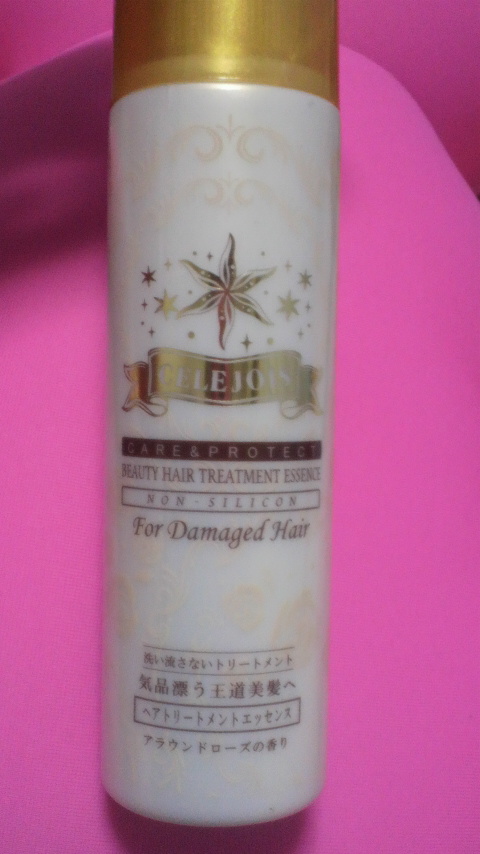 CELEJOIS
CARE&PROTECT
BEAUTY HAIR TREATMENT ESSENCE
NON-SILICON
For Damaged Hair
洗い流さないトリートメント
気品漂う王道美髪へ
ヘアトリートメントエッセンス
アラウンドローズの香り